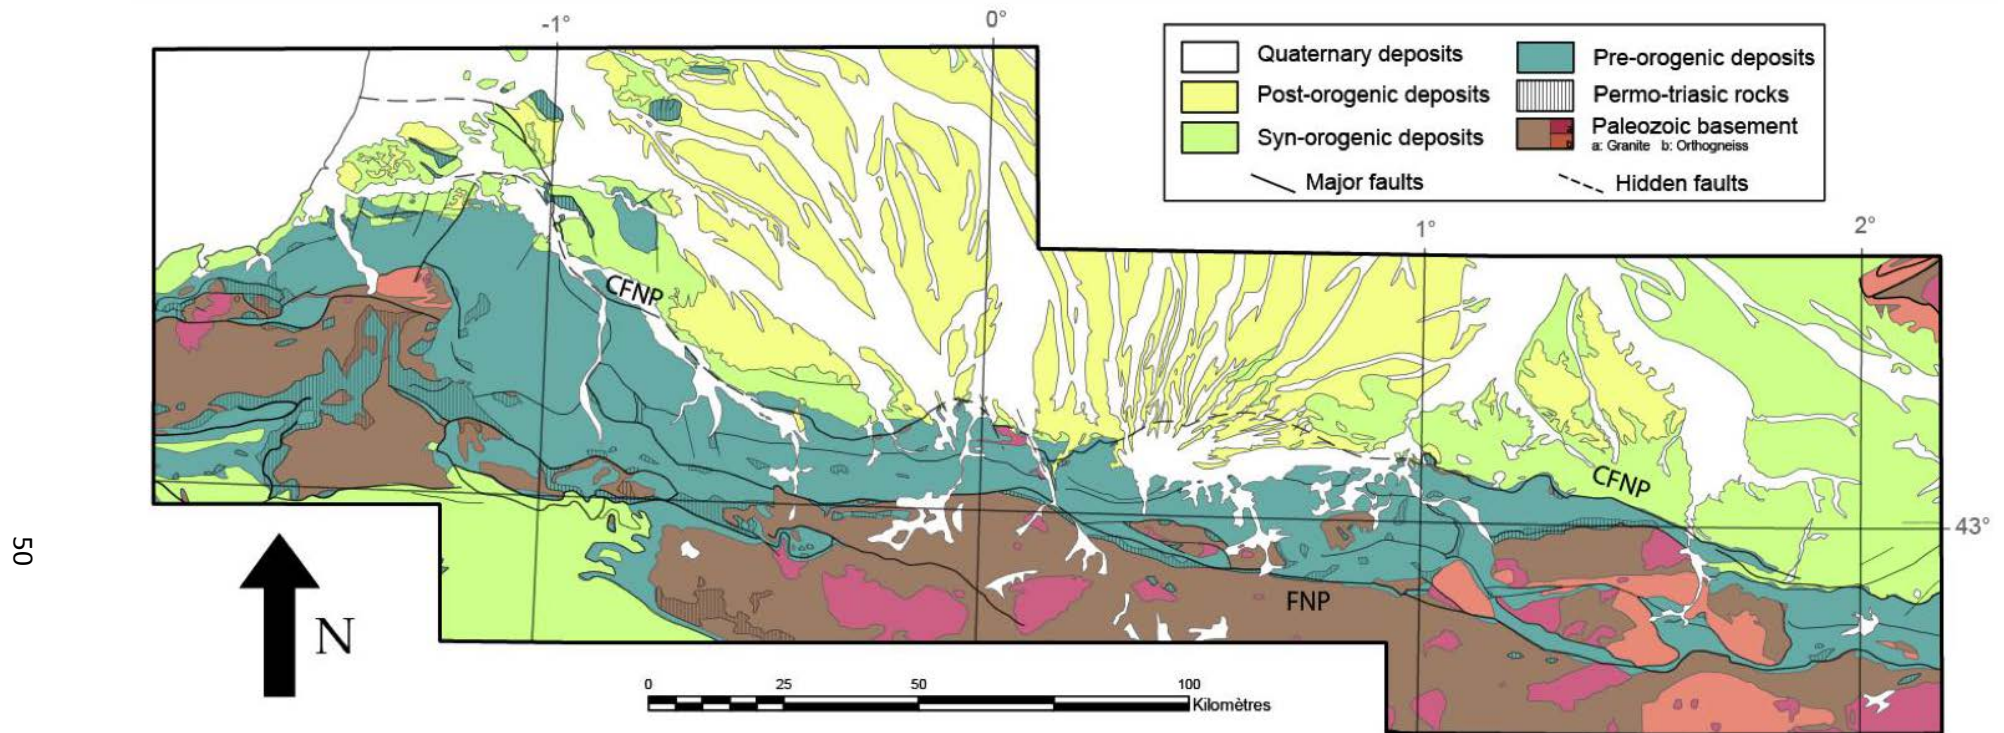 -1°
0°
Quaternary deposits
Post-orogenic deposits
Syn-orogenic deposits
Major faults
Pre-orogenic deposits
Permo-triasic rocks
Paleozoic basement
a: Granite b: Orthogneiss
Hidden faults
1°
2°
CFNP
CFNP
43°
FNP
50
N
0 25 50 100
Kilomètres